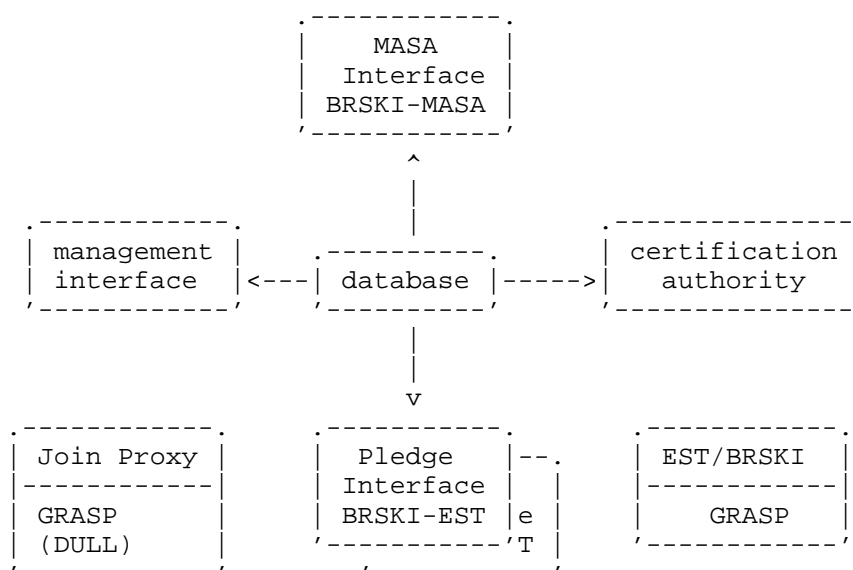 MASA
Interface
BRSKI-MASA
management
interface
database
certification
authority
Join Proxy
GRASP
(DULL)
Pledge
Interface
BRSKI-EST
e
T
EST/BRSKI
GRASP